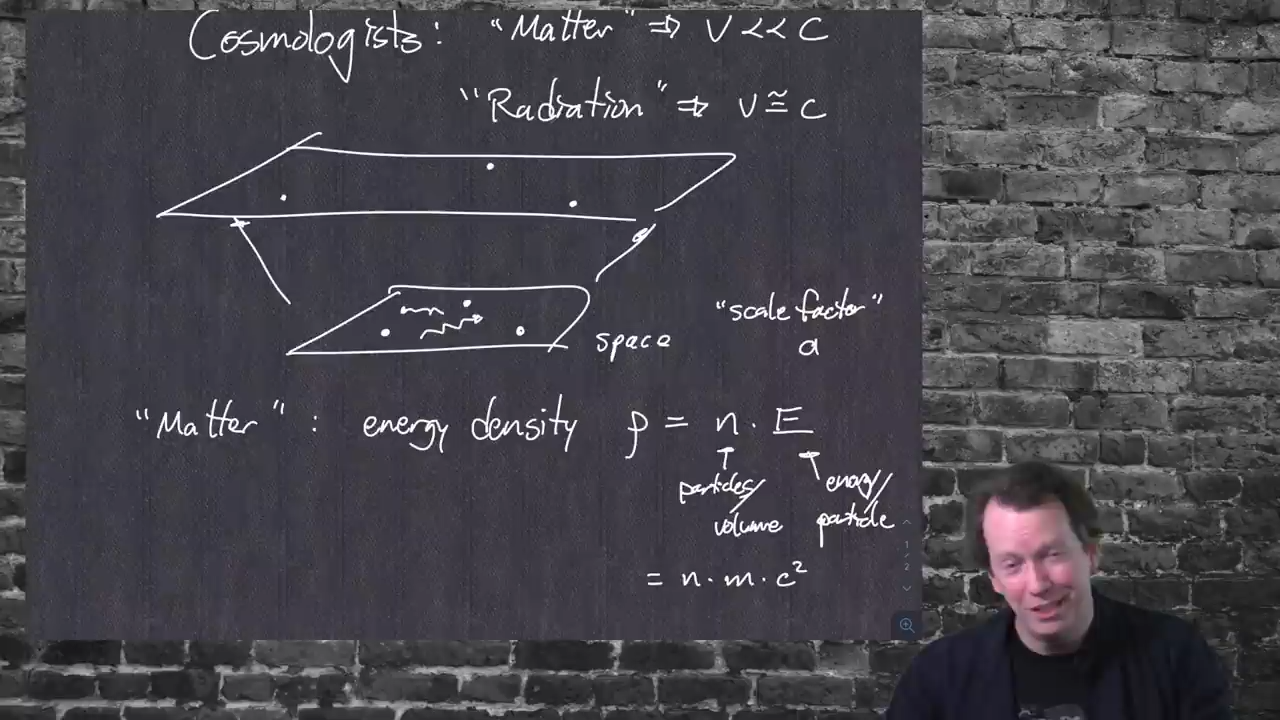 Cosmologists: "Matter" ⇒ v << c
"Radiation" ⇒ v ≅ c
"scale factor"
a
space
"Matter" : energy density ρ = n · E
particles/
volume
energy/
particle
= n · m · c²